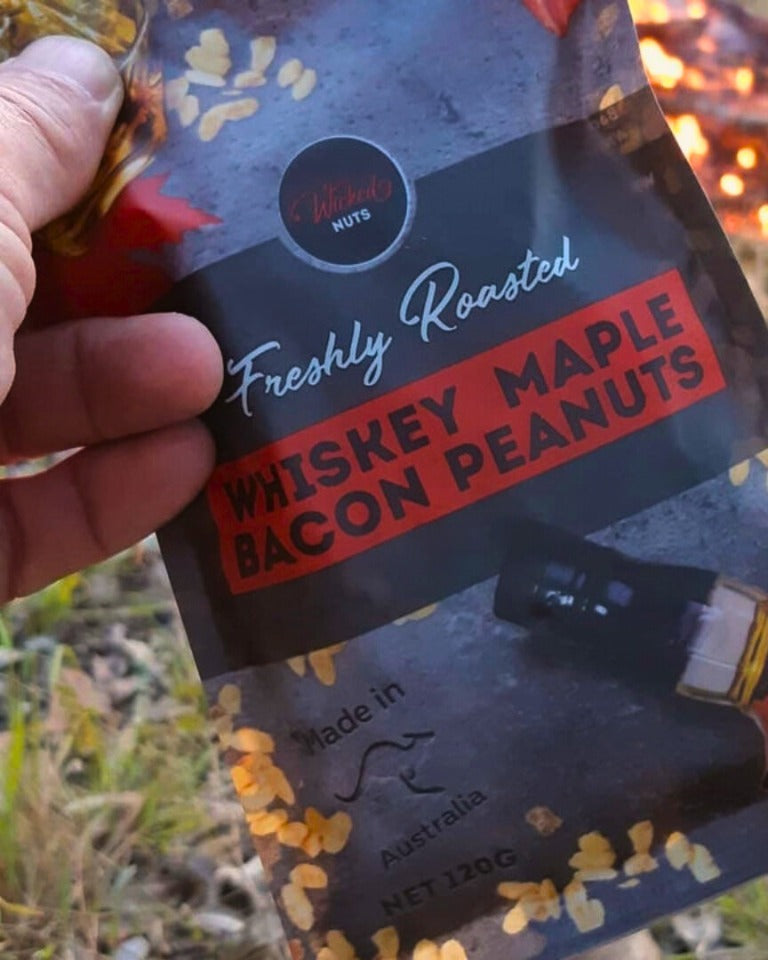 Wicked
NUTS
Freshly Roasted
WHISKEY MAPLE
BACON PEANUTS
Made in
Australia
NET 120G